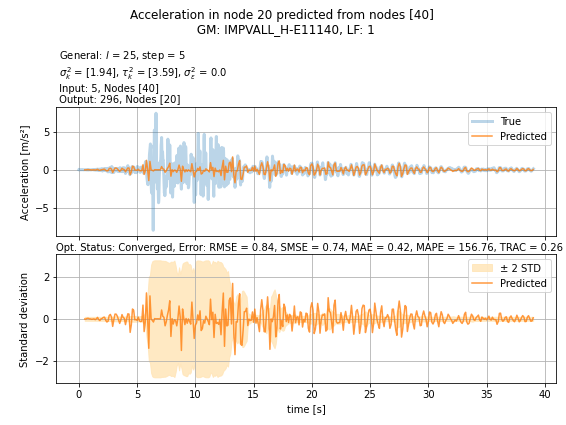 Acceleration in node 20 predicted from nodes [40]
GM: IMPVALL_H-E11140, LF: 1
General: l = 25, step = 5
σ²ₖ = [1.94], τ²ₖ = [3.59], σ²ε = 0.0
Input: 5, Nodes [40]
Output: 296, Nodes [20]
Acceleration [m/s²]
5
0
−5
True
Predicted
Opt. Status: Converged, Error: RMSE = 0.84, SMSE = 0.74, MAE = 0.42, MAPE = 156.76, TRAC = 0.26
Standard deviation
2
0
−2
± 2 STD
Predicted
0 5 10 15 20 25 30 35 40
time [s]